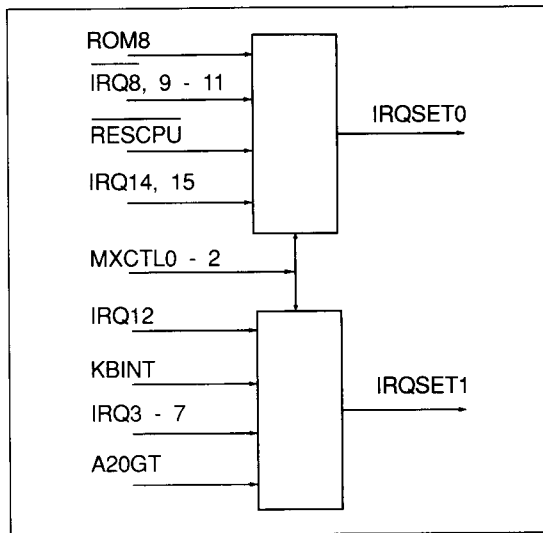 ROM8
IRQ8, 9 - 11
IRQSET0
RESCPU
IRQ14, 15
MXCTL0 - 2
IRQ12
KBINT
IRQSET1
IRQ3 - 7
A20GT